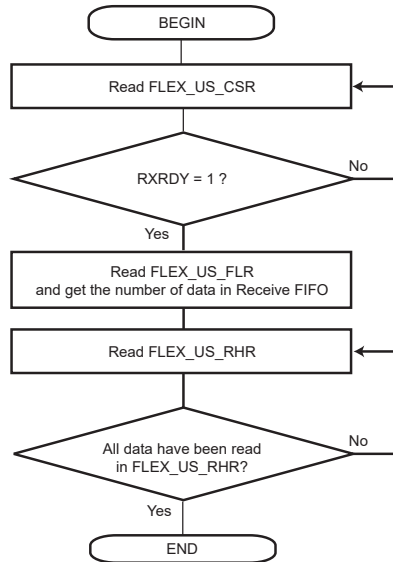 BEGIN
Read FLEX_US_CSR
RXRDY = 1 ?
No
Yes
Read FLEX_US_FLR
and get the number of data in Receive FIFO
Read FLEX_US_RHR
All data have been read
in FLEX_US_RHR?
No
Yes
END